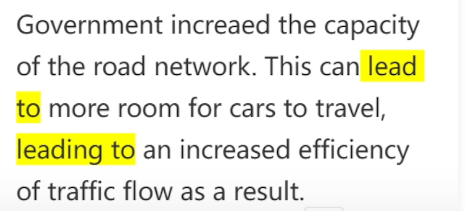 Government increaed the capacity
of the road network. This can lead
to more room for cars to travel,
leading to an increased efficiency
of traffic flow as a result.